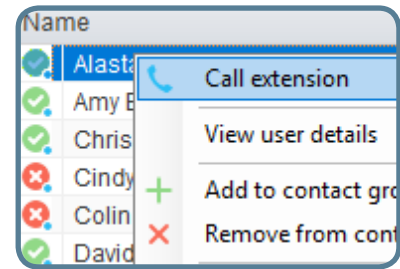 Name
Alasta
Call extension
Amy
View user details
Chris
Cindy
Add to contact gro
Colin
Remove from cont
David